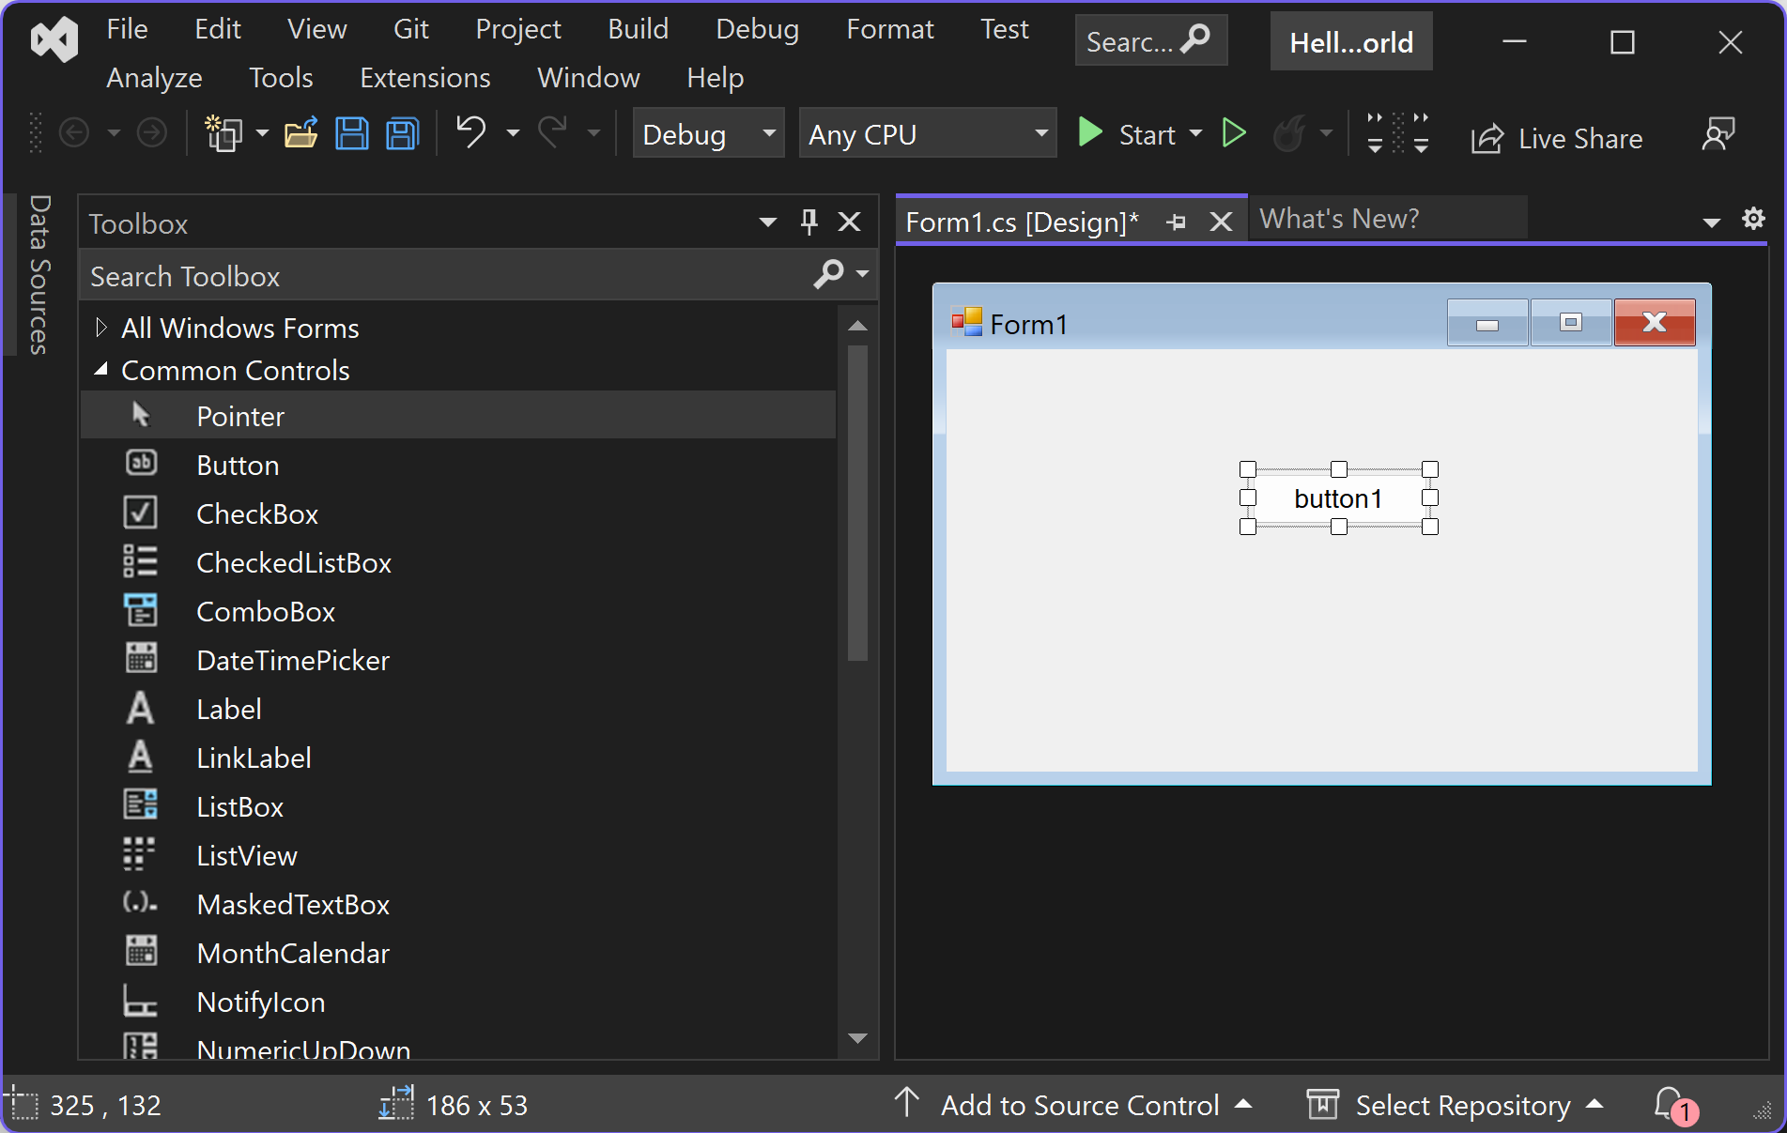 File Edit View Git Project Build Debug Format Test Searc... Hell...orld
Analyze Tools Extensions Window Help
Debug Any CPU Start Live Share
Data Sources
Toolbox
Search Toolbox
All Windows Forms
Common Controls
Pointer
Button
CheckBox
CheckedListBox
ComboBox
DateTimePicker
Label
LinkLabel
ListBox
ListView
MaskedTextBox
MonthCalendar
NotifyIcon
NumericUpDown
Form1.cs [Design]* What's New?
Form1
button1
325 , 132 186 x 53 Add to Source Control Select Repository 1